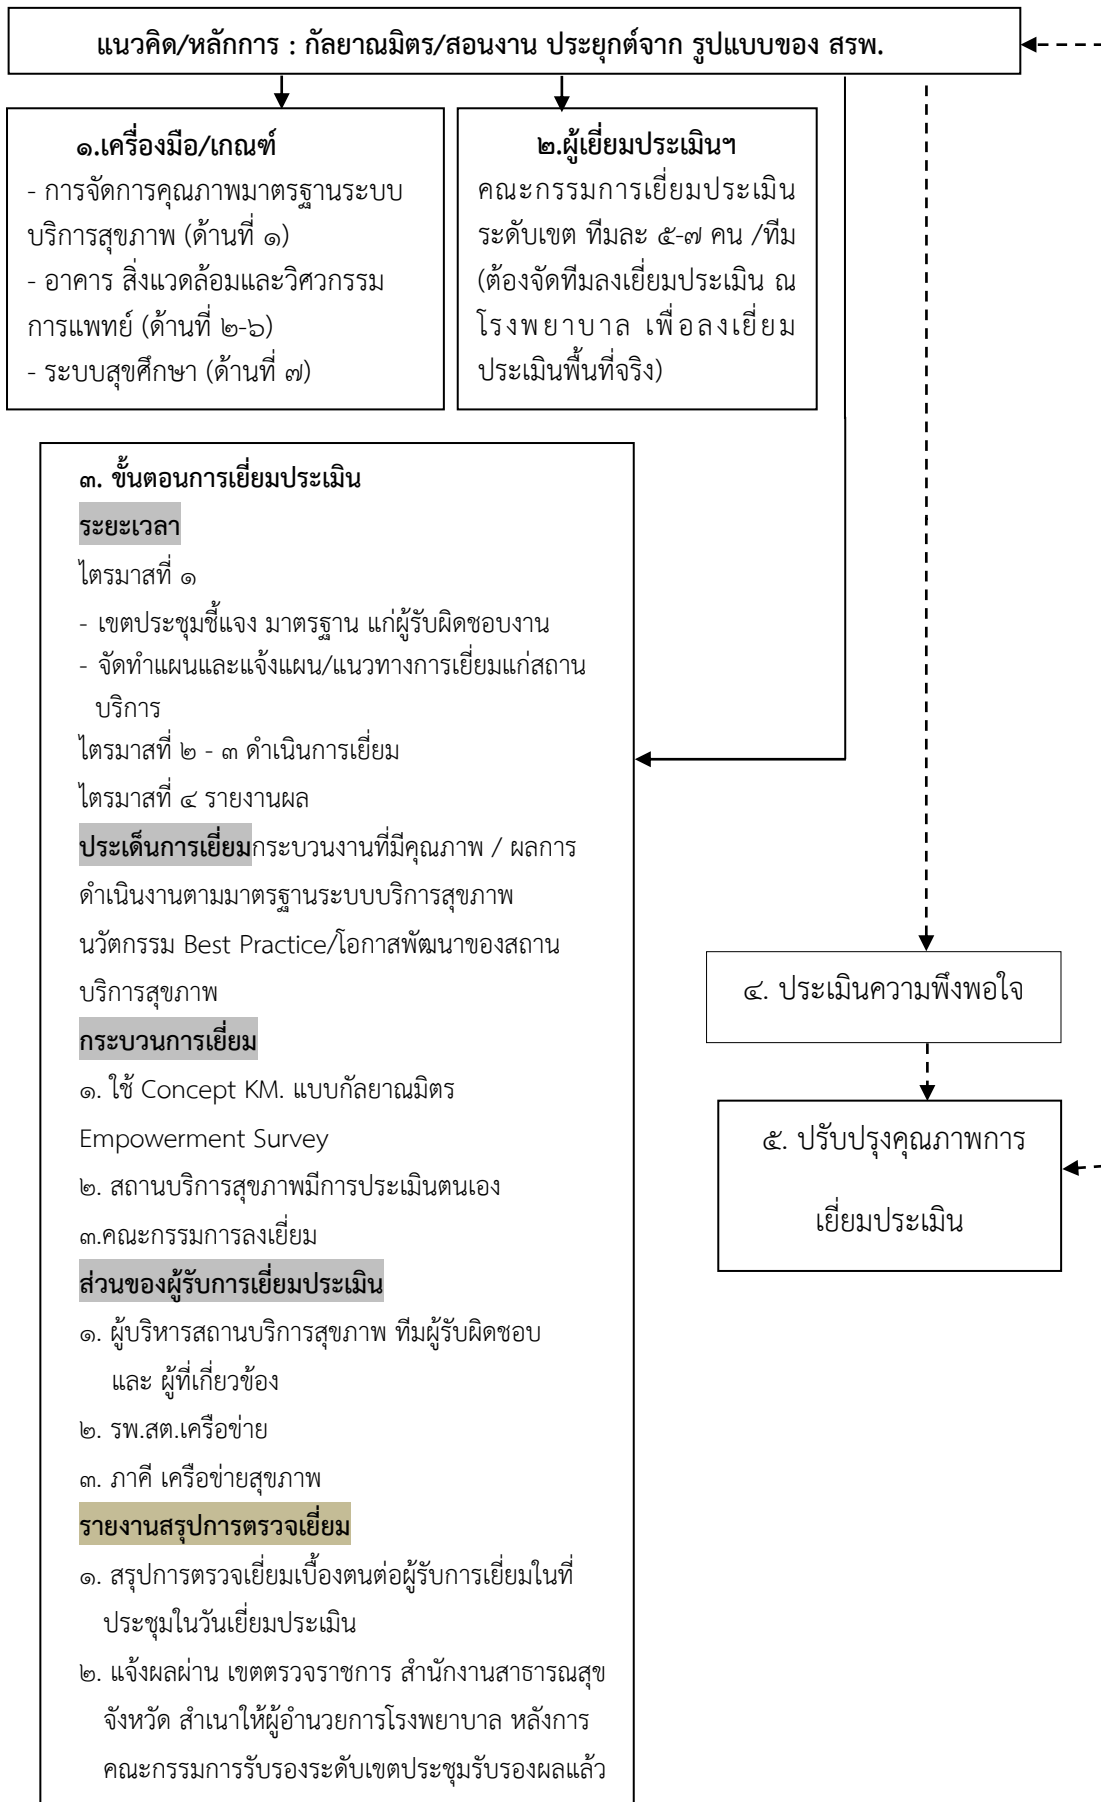 แนวคิด/หลักการ : กัลยาณมิตร/สอนงาน ประยุกต์จาก รูปแบบของ สรพ.
๑.เครื่องมือ/เกณฑ์
- การจัดการคุณภาพมาตรฐานระบบ
บริการสุขภาพ (ด้านที่ ๑)
- อาคาร สิ่งแวดล้อมและวิศวกรรม
การแพทย์ (ด้านที่ ๒-๖)
- ระบบสุขศึกษา (ด้านที่ ๗)
๒.ผู้เยี่ยมประเมินฯ
คณะกรรมการเยี่ยมประเมิน
ระดับเขต ทีมละ ๕-๗ คน /ทีม
(ต้องจัดทีมลงเยี่ยมประเมิน ณ
โรงพยาบาล เพื่อลงเยี่ยม
ประเมินพื้นที่จริง)
๓. ขั้นตอนการเยี่ยมประเมิน
ระยะเวลา
ไตรมาสที่ ๑
- เขตประชุมชี้แจง มาตรฐาน แก่ผู้รับผิดชอบงาน
- จัดทำแผนและแจ้งแผน/แนวทางการเยี่ยมแก่สถาน
บริการ
ไตรมาสที่ ๒ - ๓ ดำเนินการเยี่ยม
ไตรมาสที่ ๔ รายงานผล
ประเด็นการเยี่ยมกระบวนงานที่มีคุณภาพ / ผลการ
ดำเนินงานตามมาตรฐานระบบบริการสุขภาพ
นวัตกรรม Best Practice/โอกาสพัฒนาของสถาน
บริการสุขภาพ
กระบวนการเยี่ยม
๑. ใช้ Concept KM. แบบกัลยาณมิตร
Empowerment Survey
๒. สถานบริการสุขภาพมีการประเมินตนเอง
๓.คณะกรรมการลงเยี่ยม
ส่วนของผู้รับการเยี่ยมประเมิน
๑. ผู้บริหารสถานบริการสุขภาพ ทีมผู้รับผิดชอบ
และ ผู้ที่เกี่ยวข้อง
๒. รพ.สต.เครือข่าย
๓. ภาคี เครือข่ายสุขภาพ
รายงานสรุปการตรวจเยี่ยม
๑. สรุปการตรวจเยี่ยมเบื้องตนต่อผู้รับการเยี่ยมในที่
ประชุมในวันเยี่ยมประเมิน
๒. แจ้งผลผ่าน เขตตรวจราชการ สำนักงานสาธารณสุข
จังหวัด สำเนาให้ผู้อำนวยการโรงพยาบาล หลังการ
คณะกรรมการรับรองระดับเขตประชุมรับรองผลแล้ว
๔. ประเมินความพึงพอใจ
๕. ปรับปรุงคุณภาพการ
เยี่ยมประเมิน